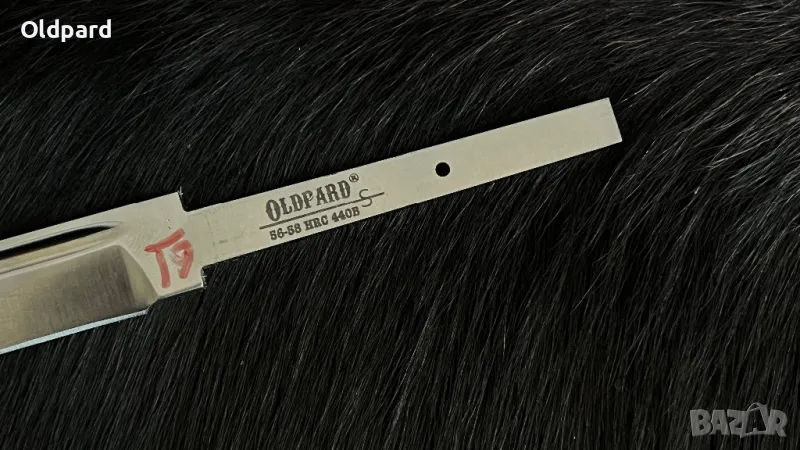 Oldpard
OLDPARD®
S
56-58 HRC 440B
T9
BAZAR